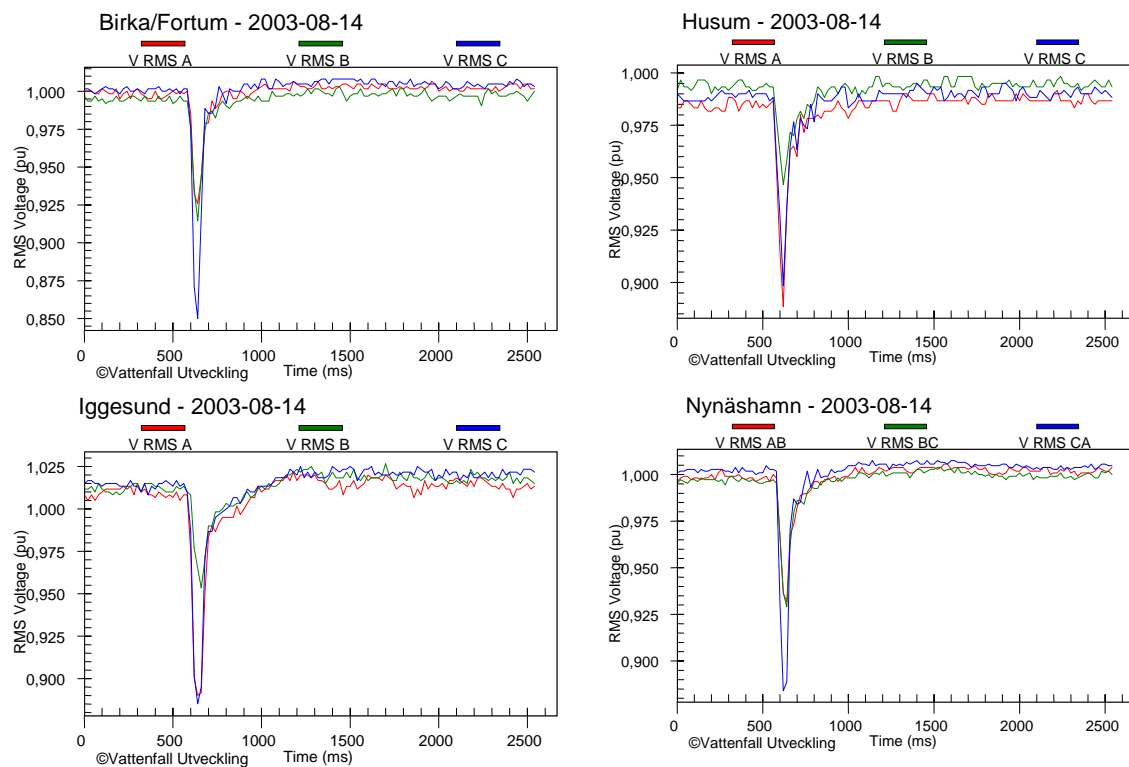 Birka/Fortum - 2003-08-14
V RMS A V RMS B V RMS C
RMS Voltage (pu)
1,000
0,975
0,950
0,925
0,900
0,875
0,850
0 500 1000 1500 2000 2500
©Vattenfall Utveckling Time (ms)
Husum - 2003-08-14
V RMS A V RMS B V RMS C
RMS Voltage (pu)
1,000
0,975
0,950
0,925
0,900
0 500 1000 1500 2000 2500
©Vattenfall Utveckling Time (ms)
Iggesund - 2003-08-14
V RMS A V RMS B V RMS C
RMS Voltage (pu)
1,025
1,000
0,975
0,950
0,925
0,900
0 500 1000 1500 2000 2500
©Vattenfall Utveckling Time (ms)
Nynäshamn - 2003-08-14
V RMS AB V RMS BC V RMS CA
RMS Voltage (pu)
1,000
0,975
0,950
0,925
0,900
0 500 1000 1500 2000 2500
©Vattenfall Utveckling Time (ms)